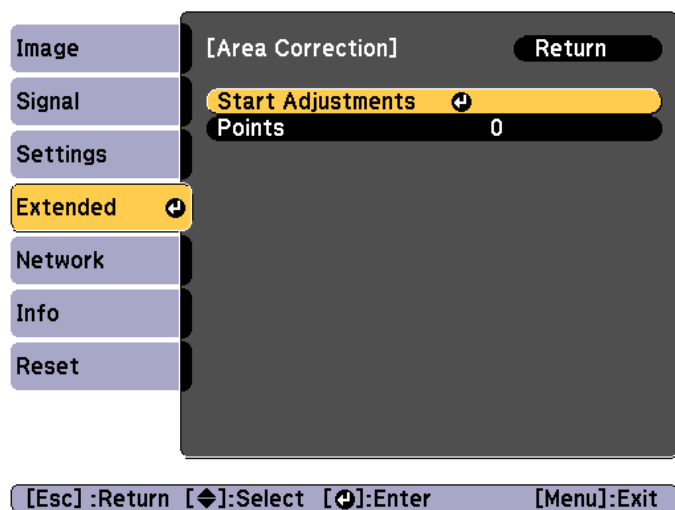 Image
Signal
Settings
Extended
Network
Info
Reset
[Area Correction] Return
Start Adjustments
Points 0
[Esc] :Return []:Select []:Enter [Menu]:Exit